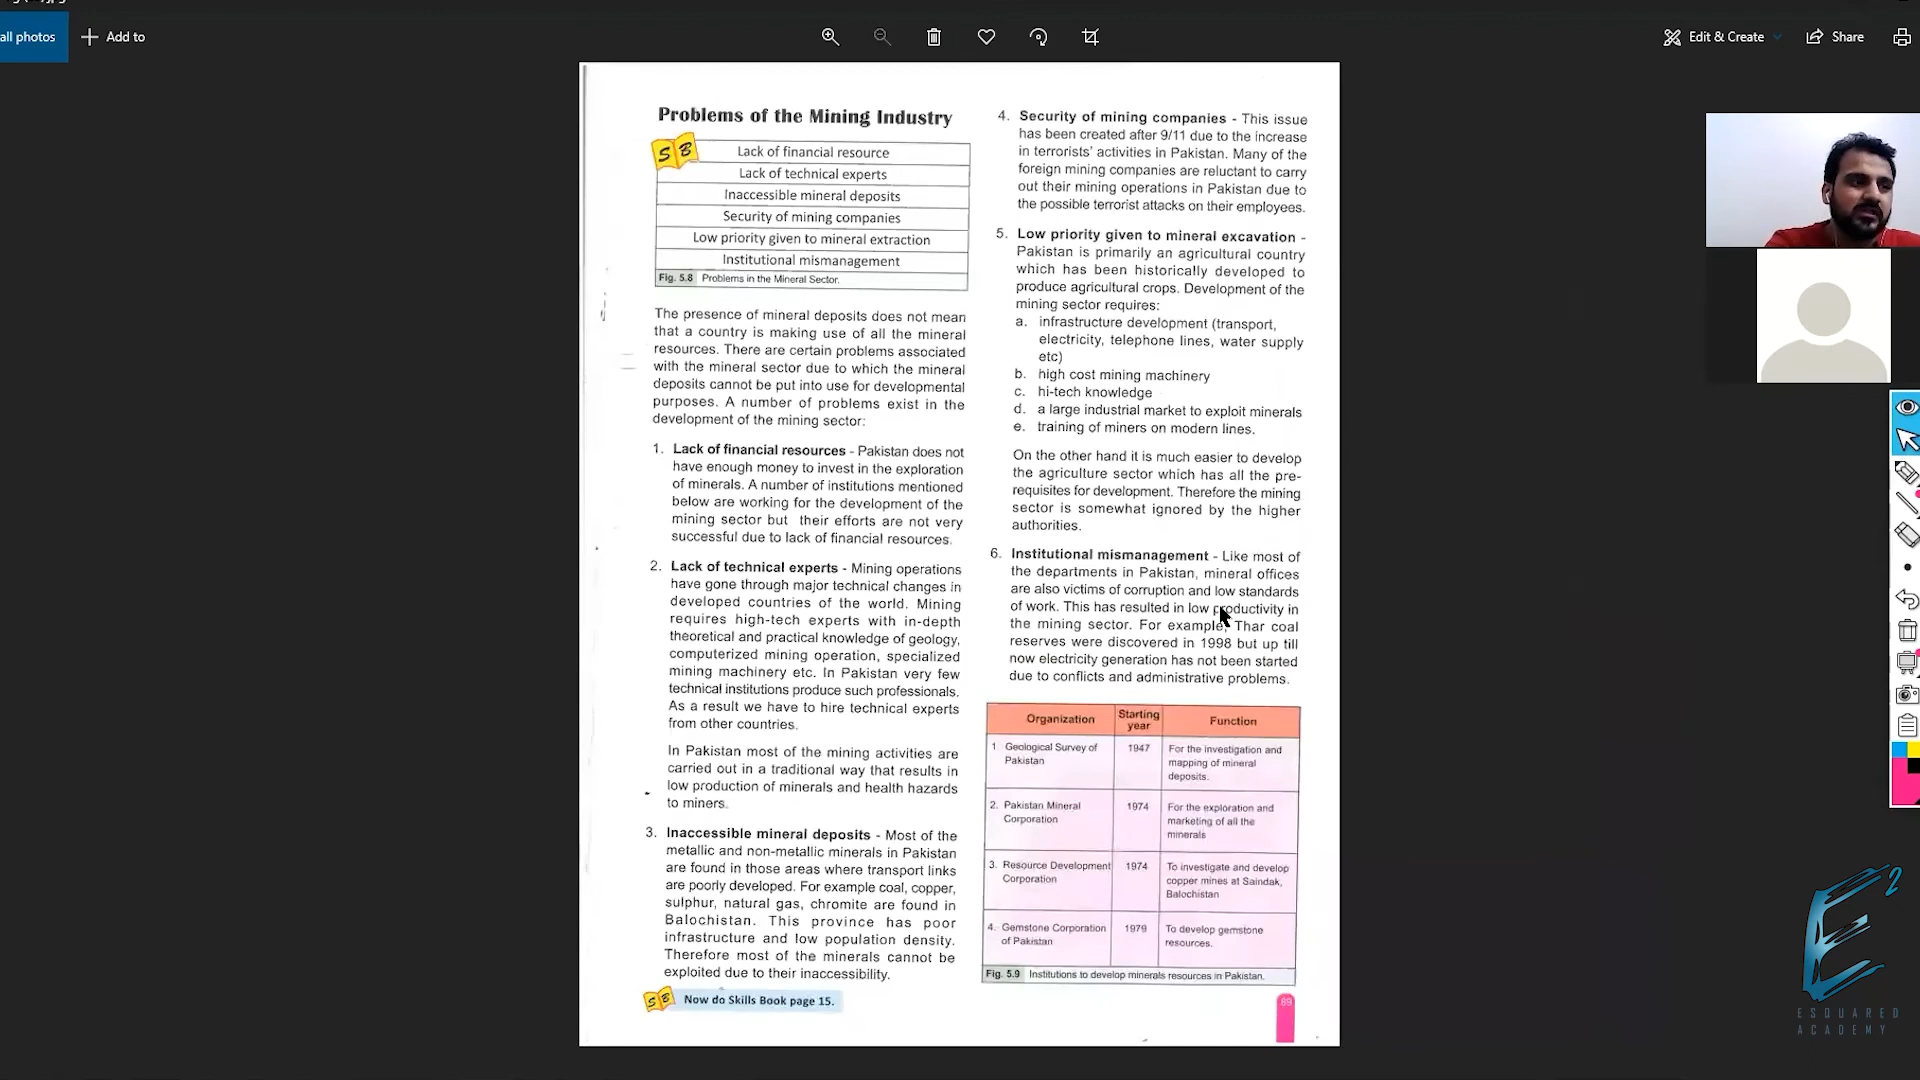 all photos
Add to
Edit & Create
Share
Problems of the Mining Industry
S B
Lack of financial resource
Lack of technical experts
Inaccessible mineral deposits
Security of mining companies
Low priority given to mineral extraction
Institutional mismanagement
Fig. 5.8 Problems in the Mineral Sector.
The presence of mineral deposits does not mean
that a country is making use of all the mineral
resources. There are certain problems associated
with the mineral sector due to which the mineral
deposits cannot be put into use for developmental
purposes. A number of problems exist in the
development of the mining sector:
1. Lack of financial resources - Pakistan does not
have enough money to invest in the exploration
of minerals. A number of institutions mentioned
below are working for the development of the
mining sector but their efforts are not very
successful due to lack of financial resources.
2. Lack of technical experts - Mining operations
have gone through major technical changes in
developed countries of the world. Mining
requires high-tech experts with in-depth
theoretical and practical knowledge of geology,
computerized mining operation, specialized
mining machinery etc. In Pakistan very few
technical institutions produce such professionals.
As a result we have to hire technical experts
from other countries.
In Pakistan most of the mining activities are
carried out in a traditional way that results in
low production of minerals and health hazards
to miners.
3. Inaccessible mineral deposits - Most of the
metallic and non-metallic minerals in Pakistan
are found in those areas where transport links
are poorly developed. For example coal, copper,
sulphur, natural gas, chromite are found in
Balochistan. This province has poor
infrastructure and low population density.
Therefore most of the minerals cannot be
exploited due to their inaccessibility.
S B Now do Skills Book page 15.
4. Security of mining companies - This issue
has been created after 9/11 due to the increase
in terrorists' activities in Pakistan. Many of the
foreign mining companies are reluctant to carry
out their mining operations in Pakistan due to
the possible terrorist attacks on their employees.
5. Low priority given to mineral excavation -
Pakistan is primarily an agricultural country
which has been historically developed to
produce agricultural crops. Development of the
mining sector requires:
a. infrastructure development (transport,
electricity, telephone lines, water supply
etc)
b. high cost mining machinery
c. hi-tech knowledge
d. a large industrial market to exploit minerals
e. training of miners on modern lines.
On the other hand it is much easier to develop
the agriculture sector which has all the pre-
requisites for development. Therefore the mining
sector is somewhat ignored by the higher
authorities.
6. Institutional mismanagement - Like most of
the departments in Pakistan, mineral offices
are also victims of corruption and low standards
of work. This has resulted in low productivity in
the mining sector. For example, Thar coal
reserves were discovered in 1998 but up till
now electricity generation has not been started
due to conflicts and administrative problems.
Organization Starting year Function
1 Geological Survey of Pakistan 1947 For the investigation and mapping of mineral deposits.
2. Pakistan Mineral Corporation 1974 For the exploration and marketing of all the minerals
3. Resource Development Corporation 1974 To investigate and develop copper mines at Saindak, Balochistan
4. Gemstone Corporation of Pakistan 1979 To develop gemstone resources.
Fig. 5.9 Institutions to develop minerals resources in Pakistan.
89
E2
ESQUARED
ACADEMY